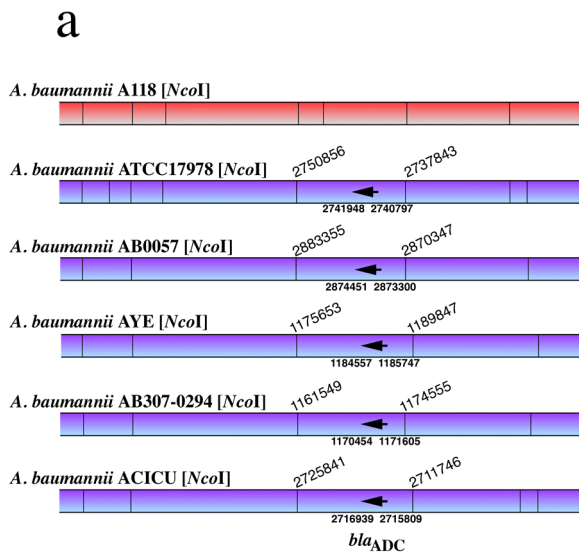 a
A. baumannii A118 [NcoI]
A. baumannii ATCC17978 [NcoI]
2750856 2737843
2741948 2740797
A. baumannii AB0057 [NcoI]
2883355 2870347
2874451 2873300
A. baumannii AYE [NcoI]
1175653 1189847
1184557 1185747
A. baumannii AB307-0294 [NcoI]
1161549 1174555
1170454 1171605
A. baumannii ACICU [NcoI]
2725841 2711746
2716939 2715809
blaADC